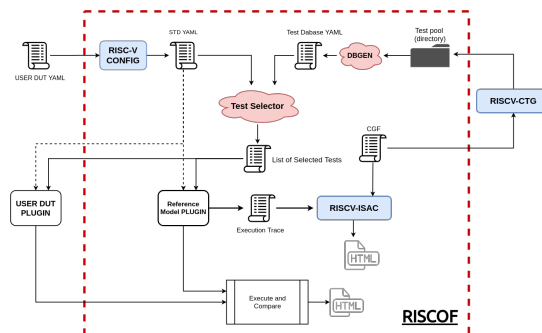 STD YAML
Test Dabase YAML
Test pool
(directory)
RISC-V
CONFIG
DBGEN
USER DUT YAML
RISCV-CTG
Test Selector
CGF
List of Selected Tests
USER DUT
PLUGIN
Reference
Model PLUGIN
RISCV-ISAC
Execution Trace
HTML
Execute and
Compare
HTML
RISCOF